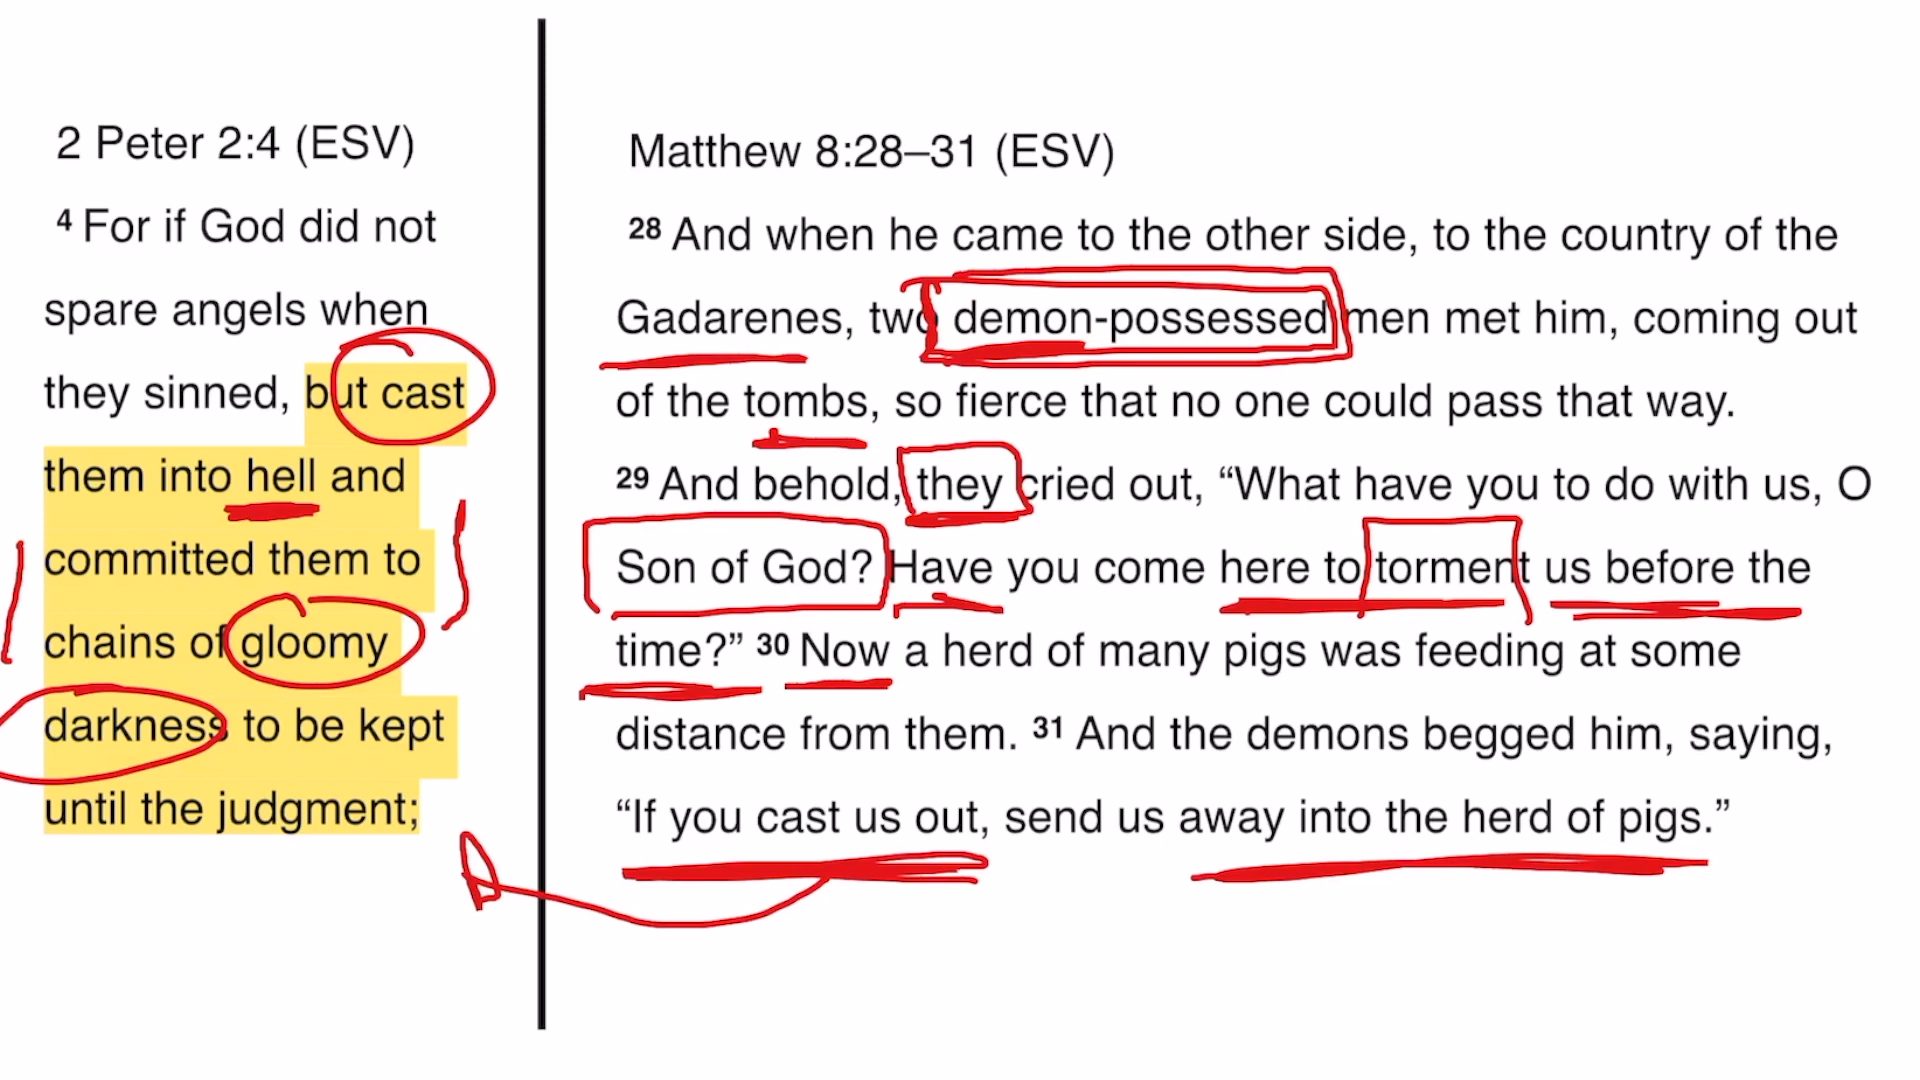 2 Peter 2:4 (ESV)
4 For if God did not
spare angels when
they sinned, but cast
them into hell and
committed them to
chains of gloomy
darkness to be kept
until the judgment;
Matthew 8:28–31 (ESV)
28 And when he came to the other side, to the country of the
Gadarenes, two demon-possessed men met him, coming out
of the tombs, so fierce that no one could pass that way.
29 And behold, they cried out, “What have you to do with us, O
Son of God? Have you come here to torment us before the
time?” 30 Now a herd of many pigs was feeding at some
distance from them. 31 And the demons begged him, saying,
“If you cast us out, send us away into the herd of pigs.”